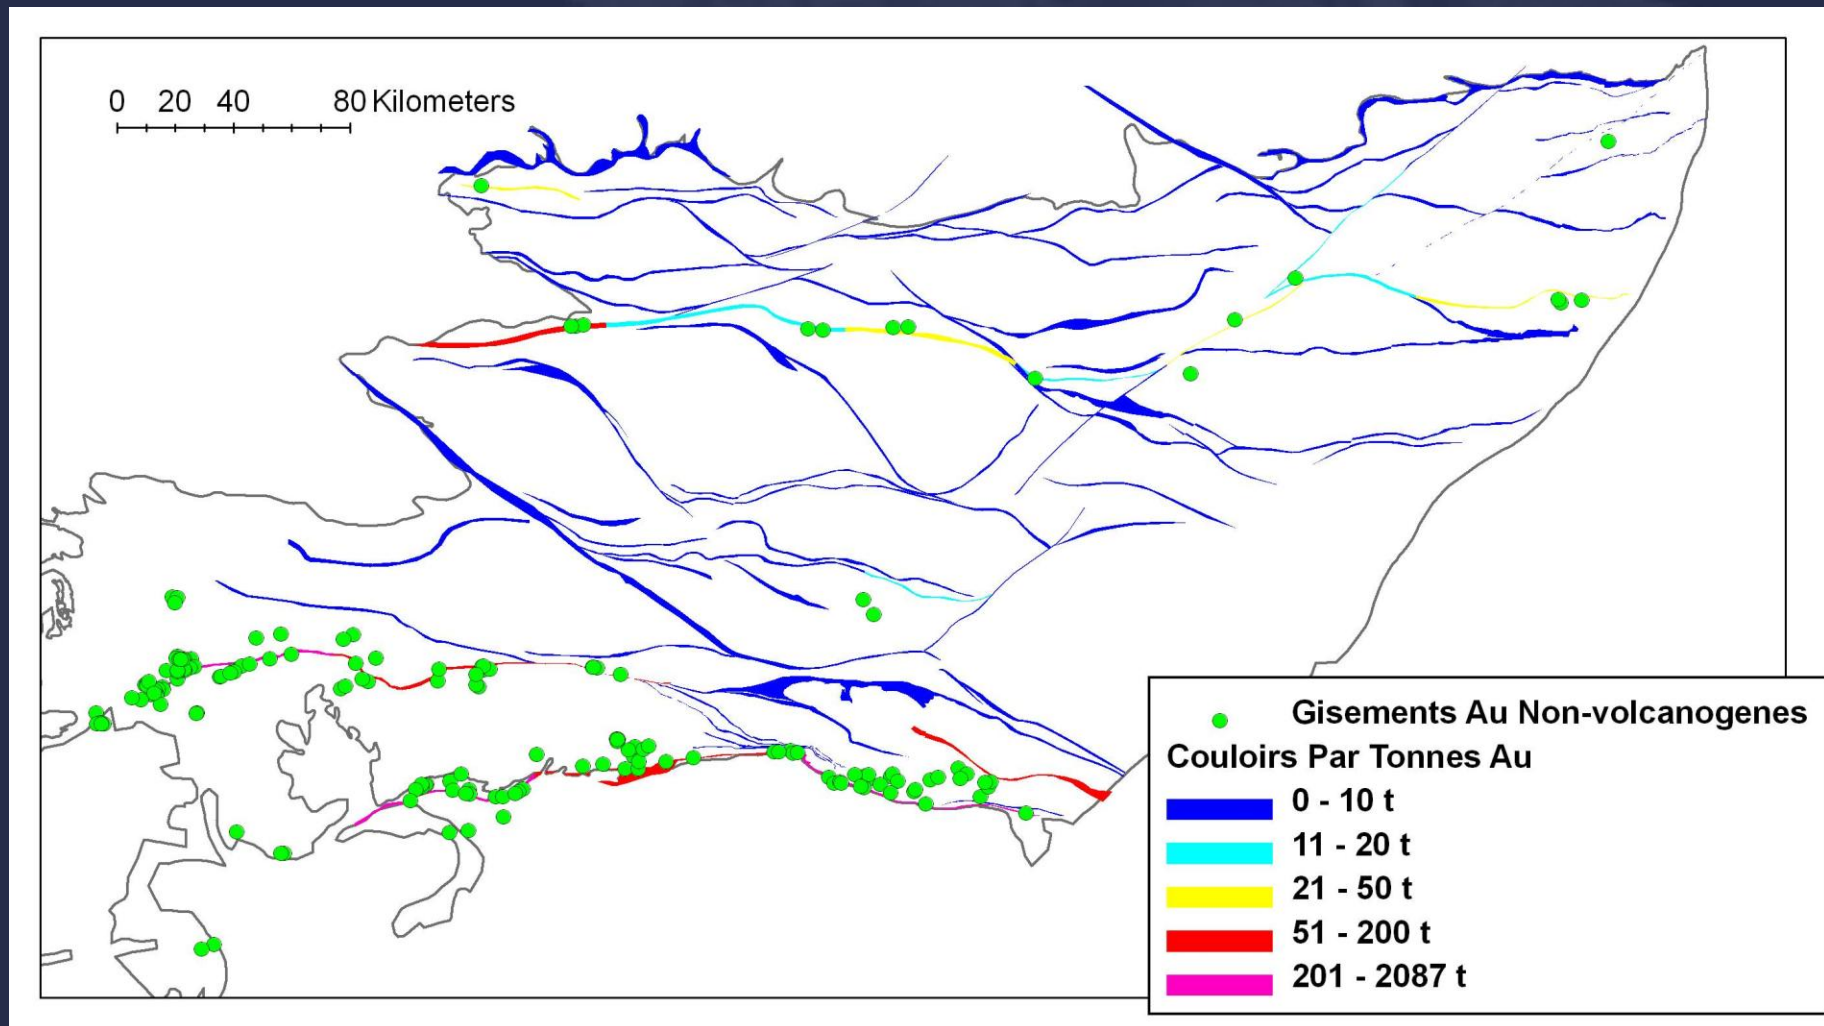 0 20 40 80 Kilometers
Gisements Au Non-volcanogenes
Couloirs Par Tonnes Au
0 - 10 t
11 - 20 t
21 - 50 t
51 - 200 t
201 - 2087 t